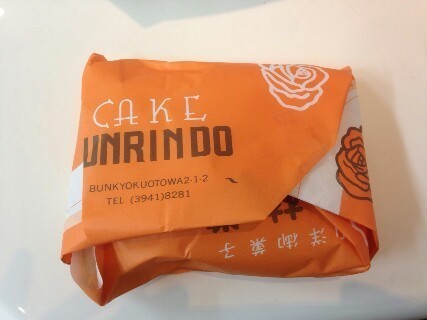 CAKE
UNRINDO
BUNKYOKUOTOWA2-1-2
TEL (3941)8281
洋御菓子